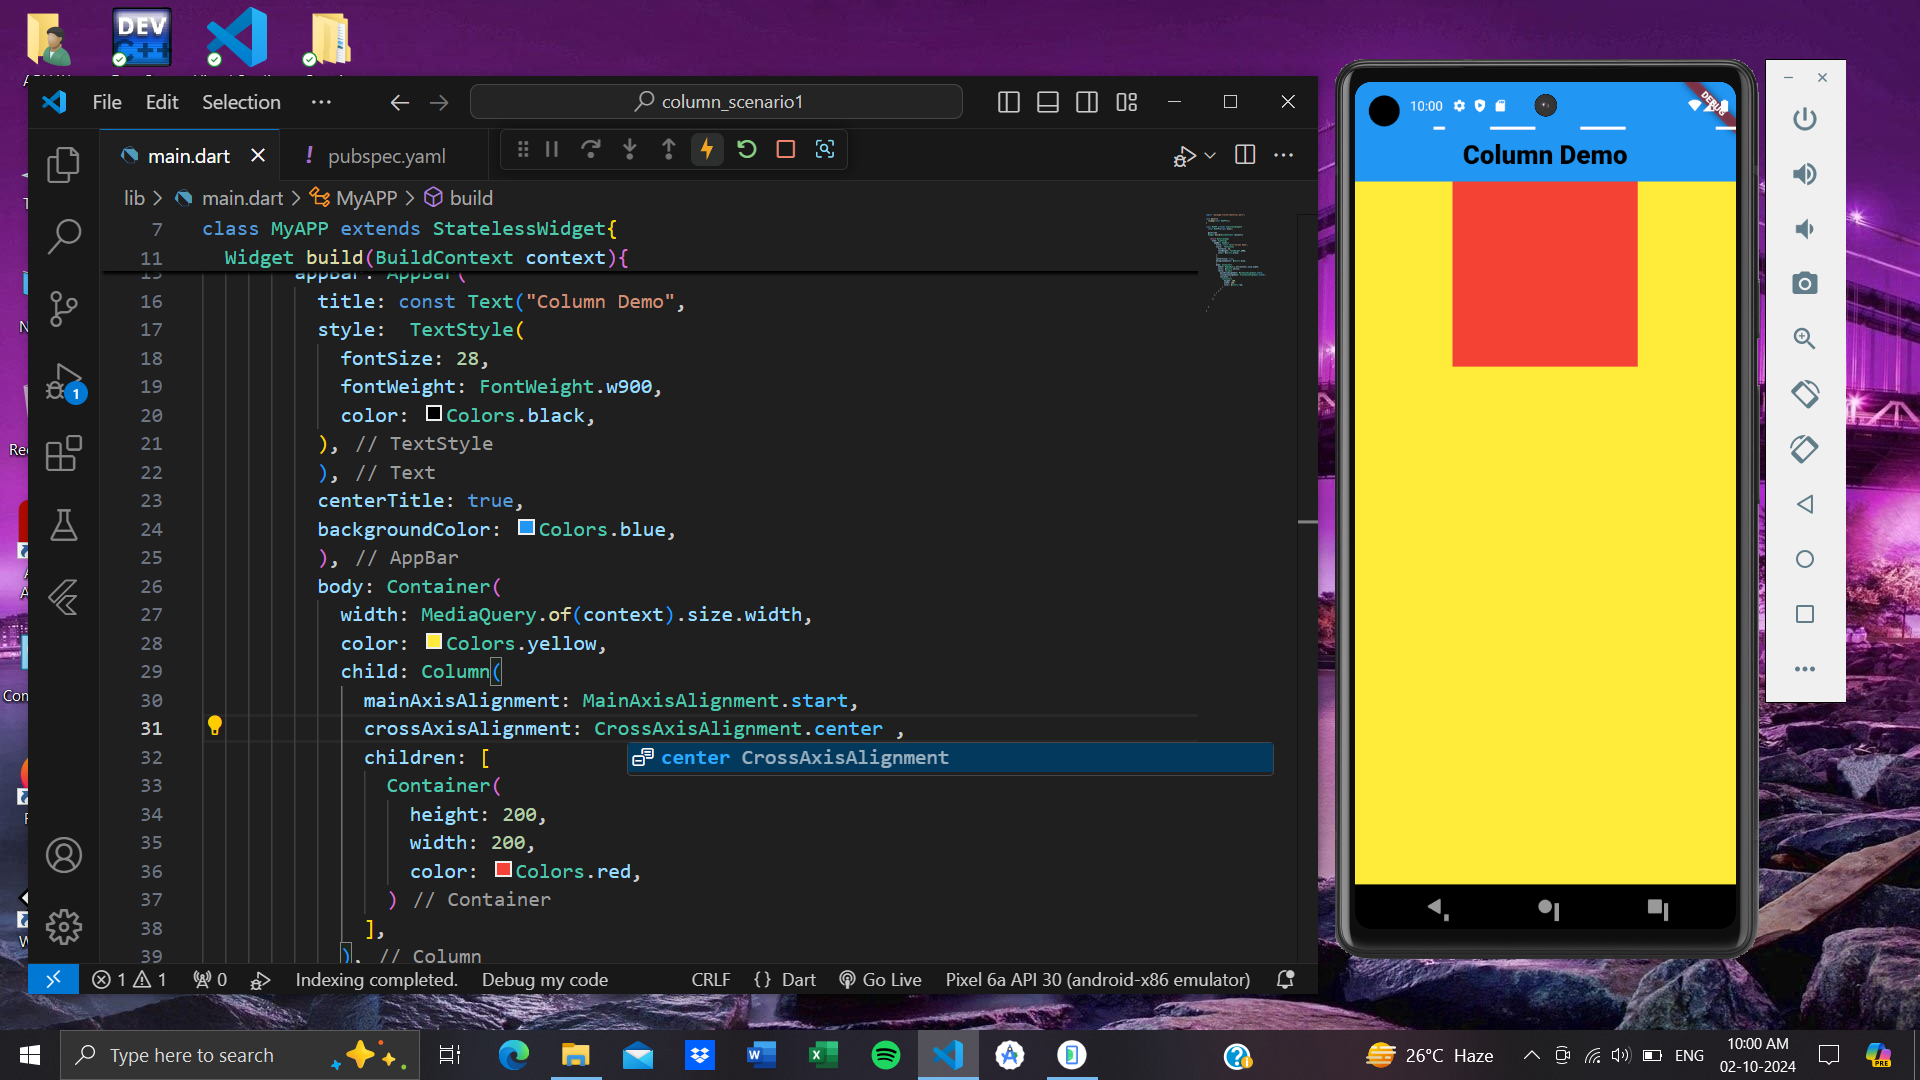 DEV
C++
File Edit Selection ...
column_scenario1
main.dart
! pubspec.yaml
lib > main.dart > MyAPP > build
7 class MyAPP extends StatelessWidget{
11 Widget build(BuildContext context){
15 appBar: AppBar(
16 title: const Text("Column Demo",
17 style:  TextStyle(
18 fontSize: 28,
19 fontWeight: FontWeight.w900,
20 color: Colors.black,
21 ), // TextStyle
22 ), // Text
23 centerTitle: true,
24 backgroundColor: Colors.blue,
25 ), // AppBar
26 body: Container(
27 width: MediaQuery.of(context).size.width,
28 color: Colors.yellow,
29 child: Column(
30 mainAxisAlignment: MainAxisAlignment.start,
31 crossAxisAlignment: CrossAxisAlignment.center ,
center CrossAxisAlignment
32 children: [
33 Container(
34 height: 200,
35 width: 200,
36 color: Colors.red,
37 ) // Container
38 ],
39 ), // Column
1
1 1 0 Indexing completed. Debug my code CRLF {} Dart Go Live Pixel 6a API 30 (android-x86 emulator)
10:00
DEBUG
Column Demo
Type here to search
26°C Haze
ENG
10:00 AM
02-10-2024
PRE